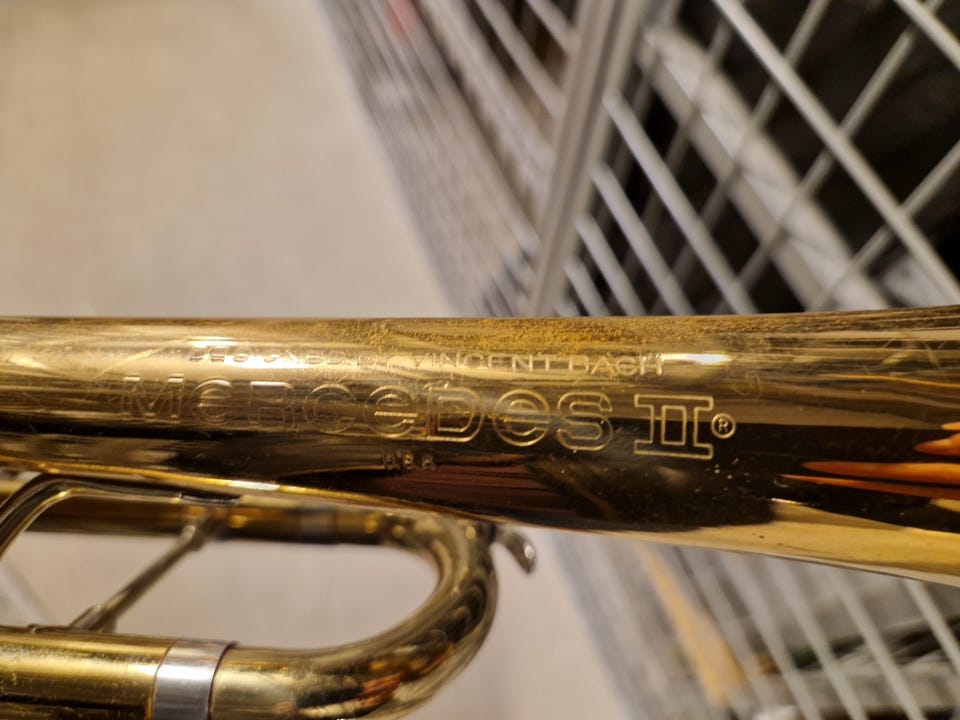 DESIGNED BY VINCENT BACH
MERCEDES II®
USA